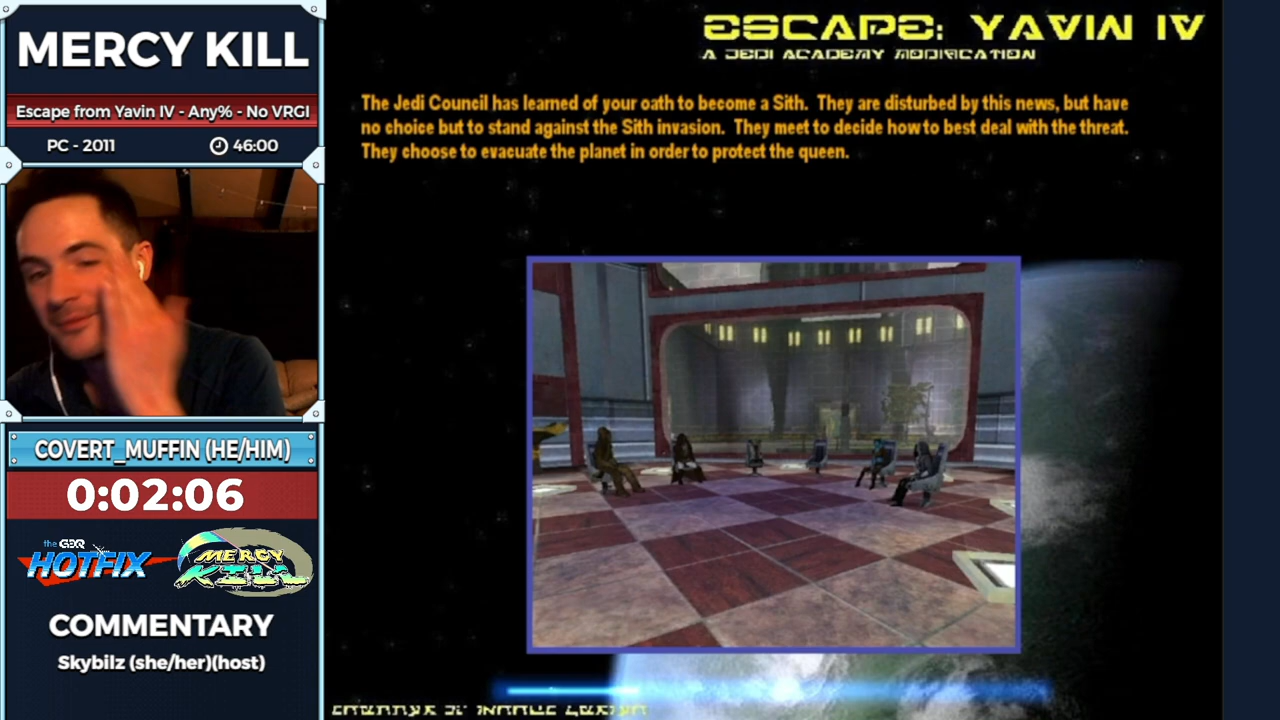 MERCY KILL
Escape from Yavin IV - Any% - No VRGI
PC - 2011
46:00
COVERT_MUFFIN (HE/HIM)
0:02:06
the GDQ
HOTFIX
MERCY
KILL
COMMENTARY
Skybilz (she/her)(host)
ESCAPE: YAVIN IV
A JEDI ACADEMY MODIFICATION
The Jedi Council has learned of your oath to become a Sith. They are disturbed by this news, but have
no choice but to stand against the Sith invasion. They meet to decide how to best deal with the threat.
They choose to evacuate the planet in order to protect the queen.